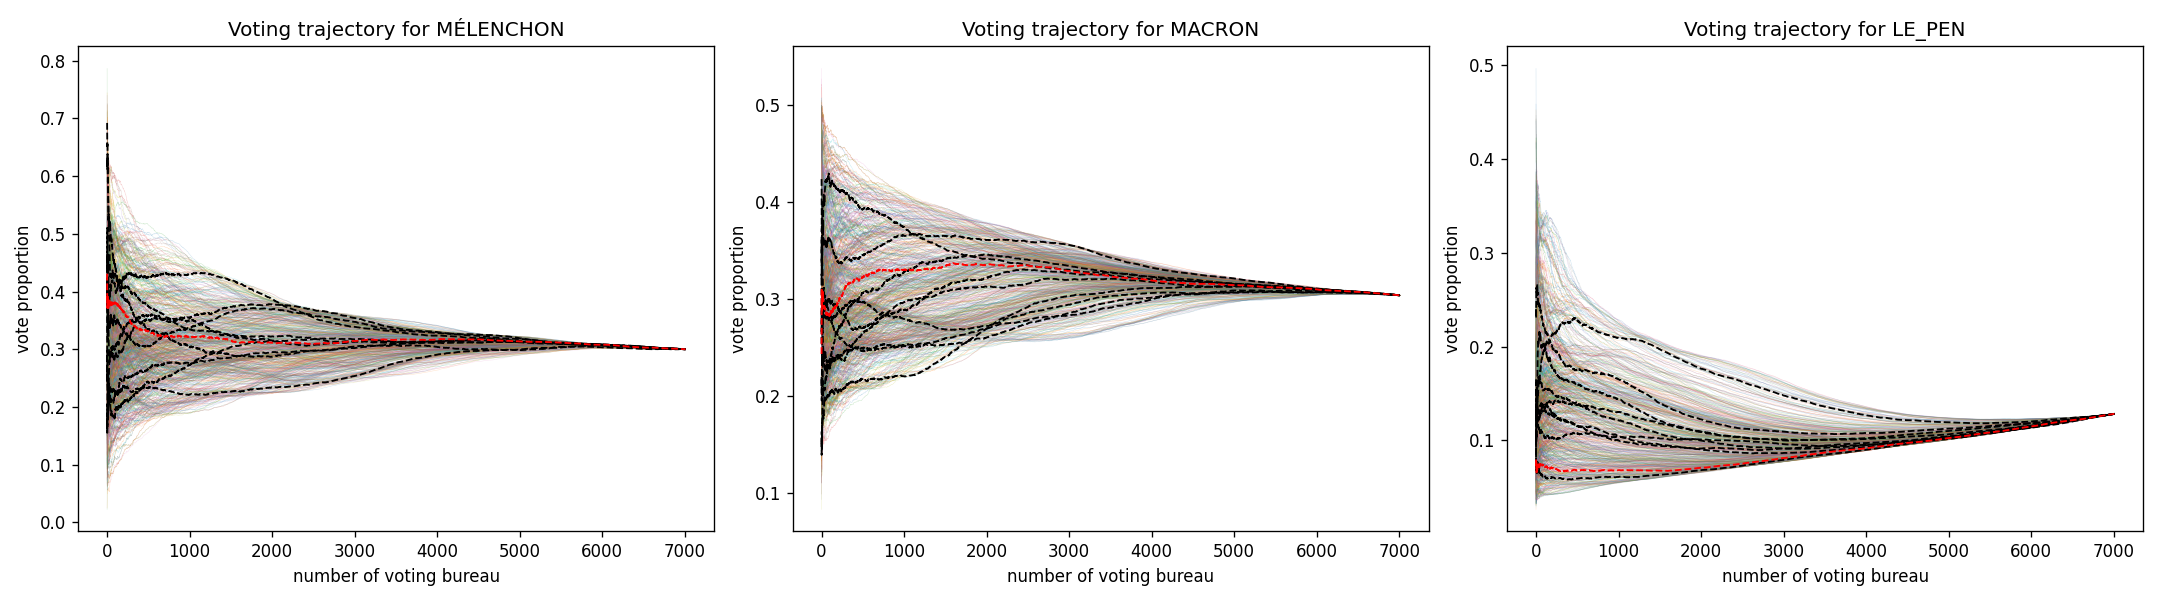 Voting trajectory for MÉLENCHON
0.8
0.7
0.6
0.5
0.4
0.3
0.2
0.1
0.0
vote proportion
0 1000 2000 3000 4000 5000 6000 7000
number of voting bureau
Voting trajectory for MACRON
0.5
0.4
0.3
0.2
0.1
vote proportion
0 1000 2000 3000 4000 5000 6000 7000
number of voting bureau
Voting trajectory for LE_PEN
0.5
0.4
0.3
0.2
0.1
vote proportion
0 1000 2000 3000 4000 5000 6000 7000
number of voting bureau